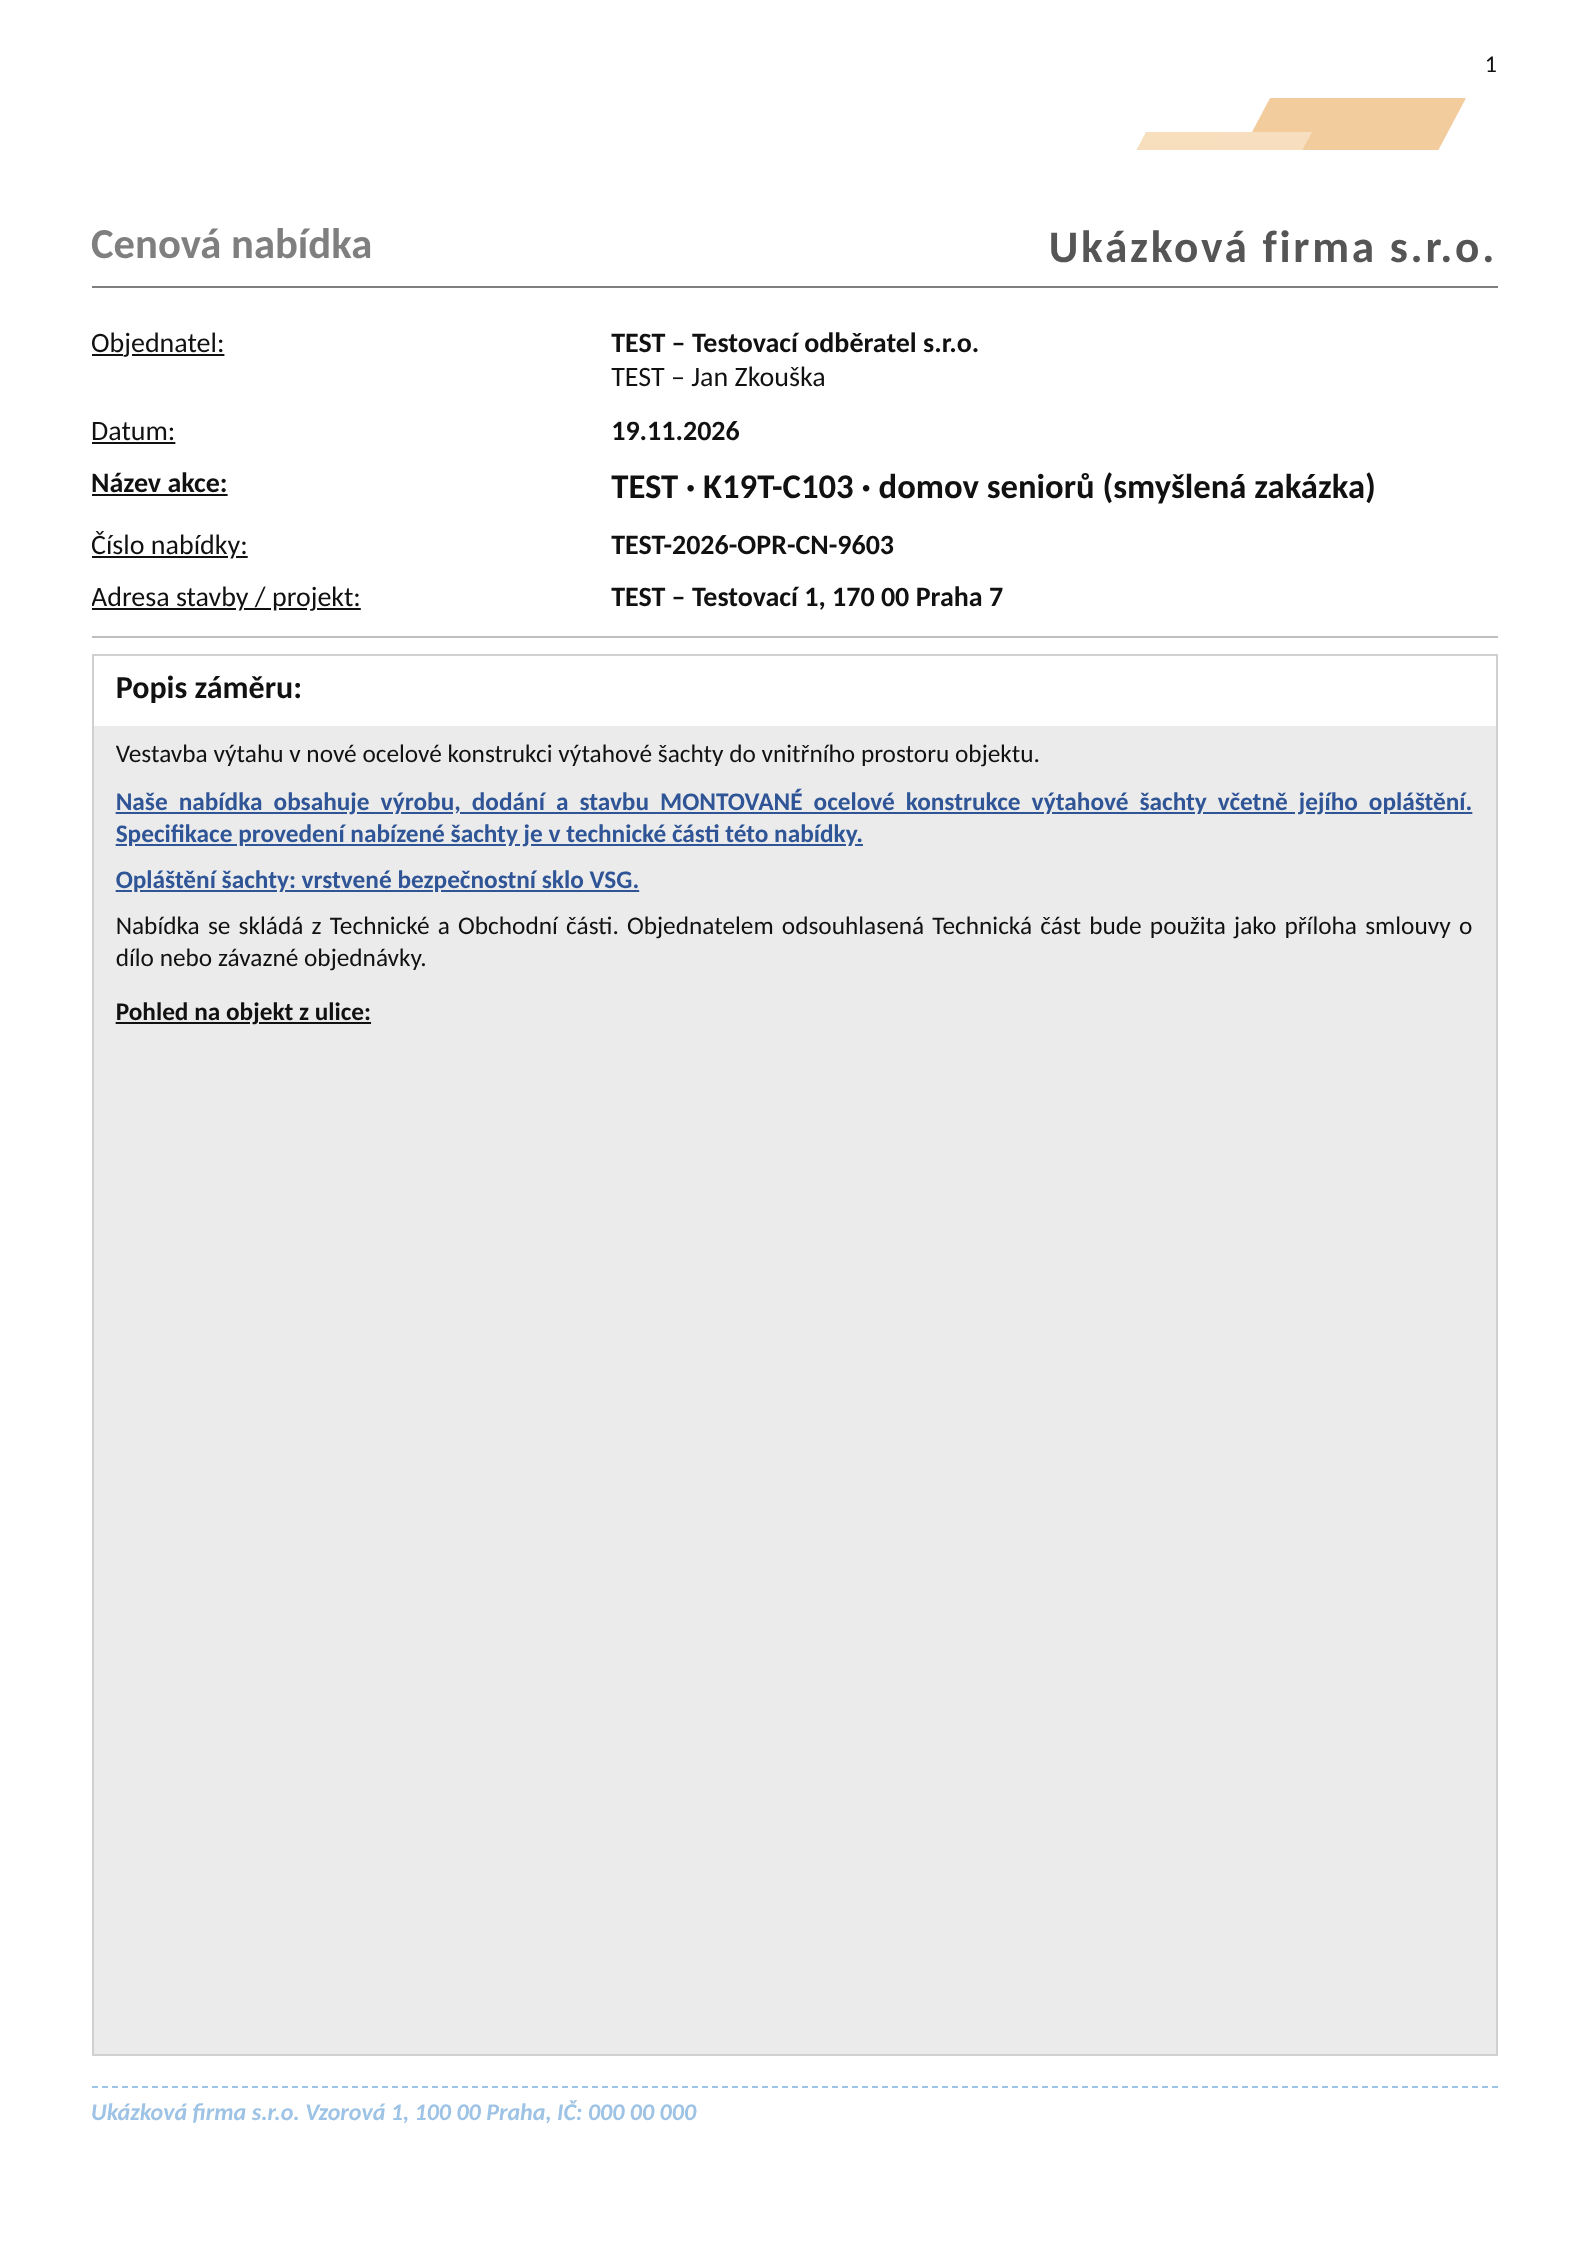 1
Cenová nabídka
Ukázková firma s.r.o.
Objednatel:
TEST – Testovací odběratel s.r.o.
TEST – Jan Zkouška
Datum:
19.11.2026
Název akce:
TEST · K19T-C103 · domov seniorů (smyšlená zakázka)
Číslo nabídky:
TEST-2026-OPR-CN-9603
Adresa stavby / projekt:
TEST – Testovací 1, 170 00 Praha 7
Popis záměru:
Vestavba výtahu v nové ocelové konstrukci výtahové šachty do vnitřního prostoru objektu.
Naše nabídka obsahuje výrobu, dodání a stavbu MONTOVANÉ ocelové konstrukce výtahové šachty včetně jejího opláštění.
Specifikace provedení nabízené šachty je v technické části této nabídky.
Opláštění šachty: vrstvené bezpečnostní sklo VSG.
Nabídka se skládá z Technické a Obchodní části. Objednatelem odsouhlasená Technická část bude použita jako příloha smlouvy o
dílo nebo závazné objednávky.
Pohled na objekt z ulice:
Ukázková firma s.r.o. Vzorová 1, 100 00 Praha, IČ: 000 00 000